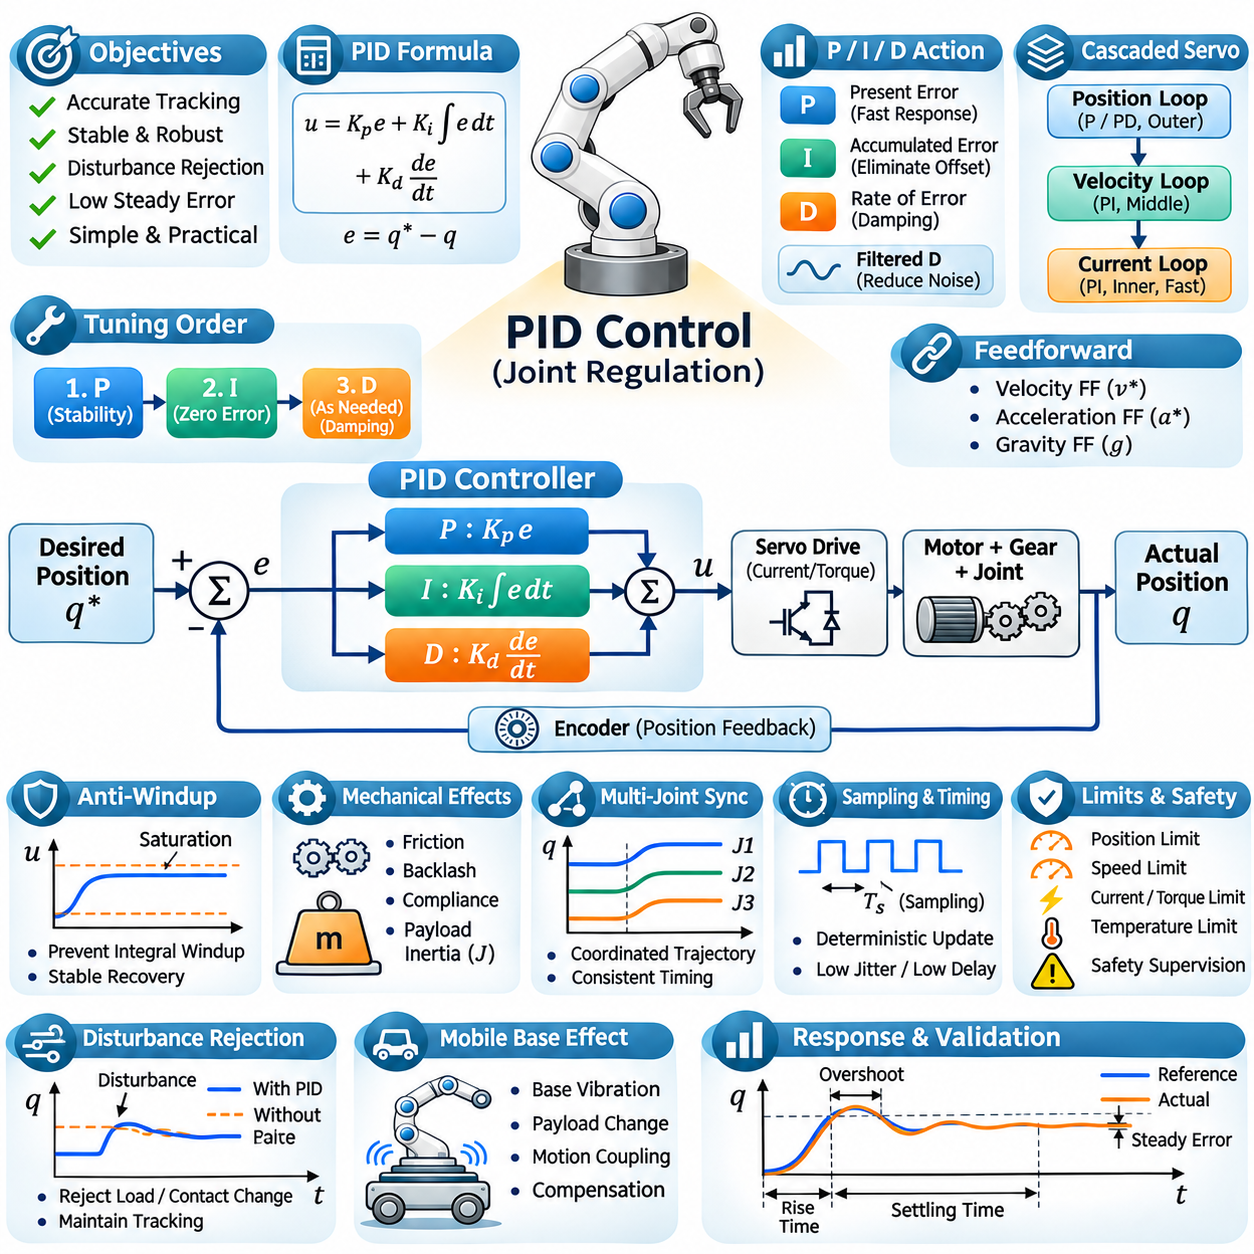 Objectives
Accurate Tracking
Stable & Robust
Disturbance Rejection
Low Steady Error
Simple & Practical
PID Formula
u = K_p e + K_i ∫ e dt
+ K_d de/dt
e = q* − q
P / I / D Action
P
Present Error
(Fast Response)
I
Accumulated Error
(Eliminate Offset)
D
Rate of Error
(Damping)
Filtered D
(Reduce Noise)
Cascaded Servo
Position Loop
(P / PD, Outer)
Velocity Loop
(PI, Middle)
Current Loop
(PI, Inner, Fast)
PID Control
(Joint Regulation)
Tuning Order
1. P
(Stability)
2. I
(Zero Error)
3. D
(As Needed)
(Damping)
Feedforward
Velocity FF (v*)
Acceleration FF (a*)
Gravity FF (g)
PID Controller
Desired
Position
q*
+
−
Σ
e
P : K_p e
I : K_i ∫ e dt
D : K_d de/dt
Σ
u
Servo Drive
(Current/Torque)
Motor + Gear
+ Joint
Actual
Position
q
Encoder (Position Feedback)
Anti-Windup
u
Saturation
Prevent Integral Windup
Stable Recovery
Mechanical Effects
m
Friction
Backlash
Compliance
Payload
Inertia (J)
Multi-Joint Sync
q
J1
J2
J3
Coordinated Trajectory
Consistent Timing
Sampling & Timing
T_s (Sampling)
Deterministic Update
Low Jitter / Low Delay
Limits & Safety
Position Limit
Speed Limit
Current / Torque Limit
Temperature Limit
Safety Supervision
Disturbance Rejection
q
Disturbance
With PID
Without
Paire
t
Reject Load / Contact Change
Maintain Tracking
Mobile Base Effect
Base Vibration
Payload Change
Motion Coupling
Compensation
Response & Validation
q
Overshoot
Reference
Actual
Steady Error
Rise
Time
Settling Time
t